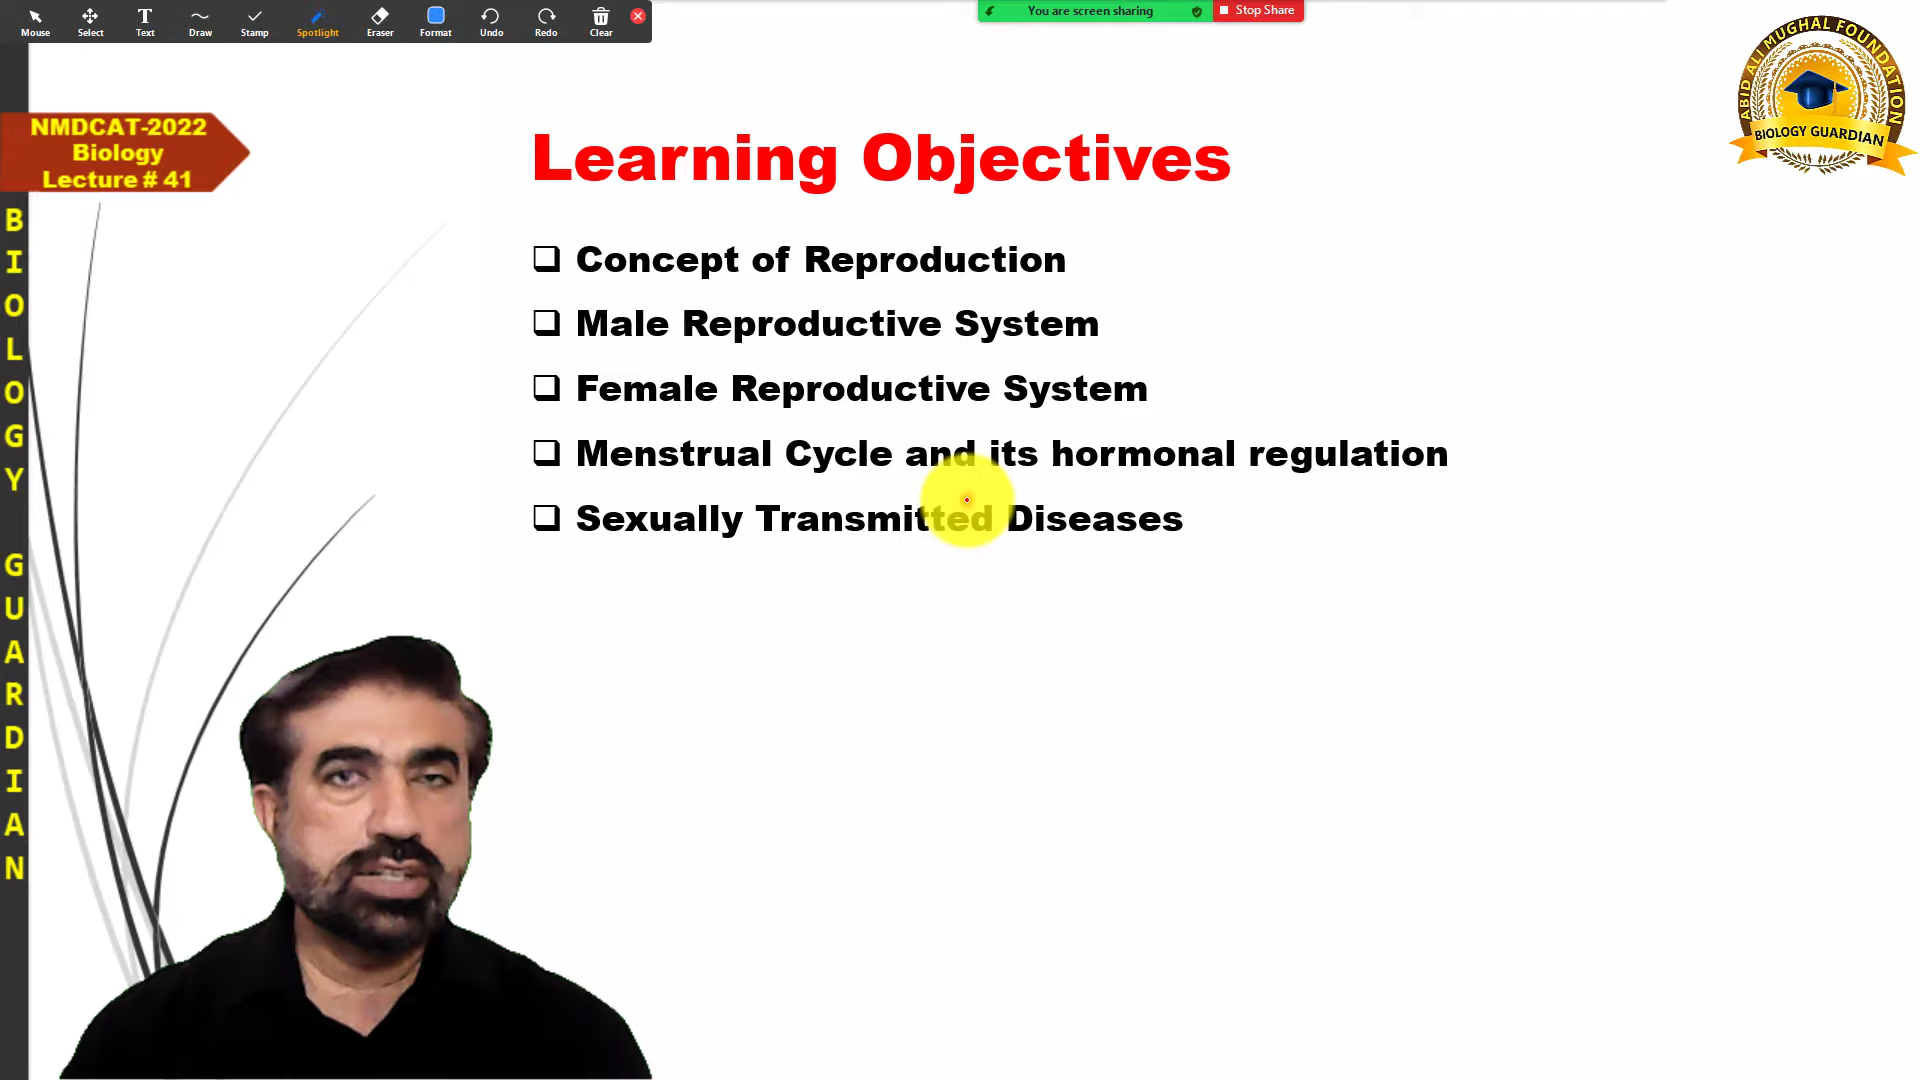 Mouse
Select
Text
Draw
Stamp
Spotlight
Eraser
Format
Undo
Redo
Clear
You are screen sharing
Stop Share
ABID ALI MUGHAL FOUNDATION
BIOLOGY GUARDIAN
NMDCAT-2022
Biology
Lecture # 41
BIOLOGY GUARDIAN
Learning Objectives
❑ Concept of Reproduction
❑ Male Reproductive System
❑ Female Reproductive System
❑ Menstrual Cycle and its hormonal regulation
❑ Sexually Transmitted Diseases